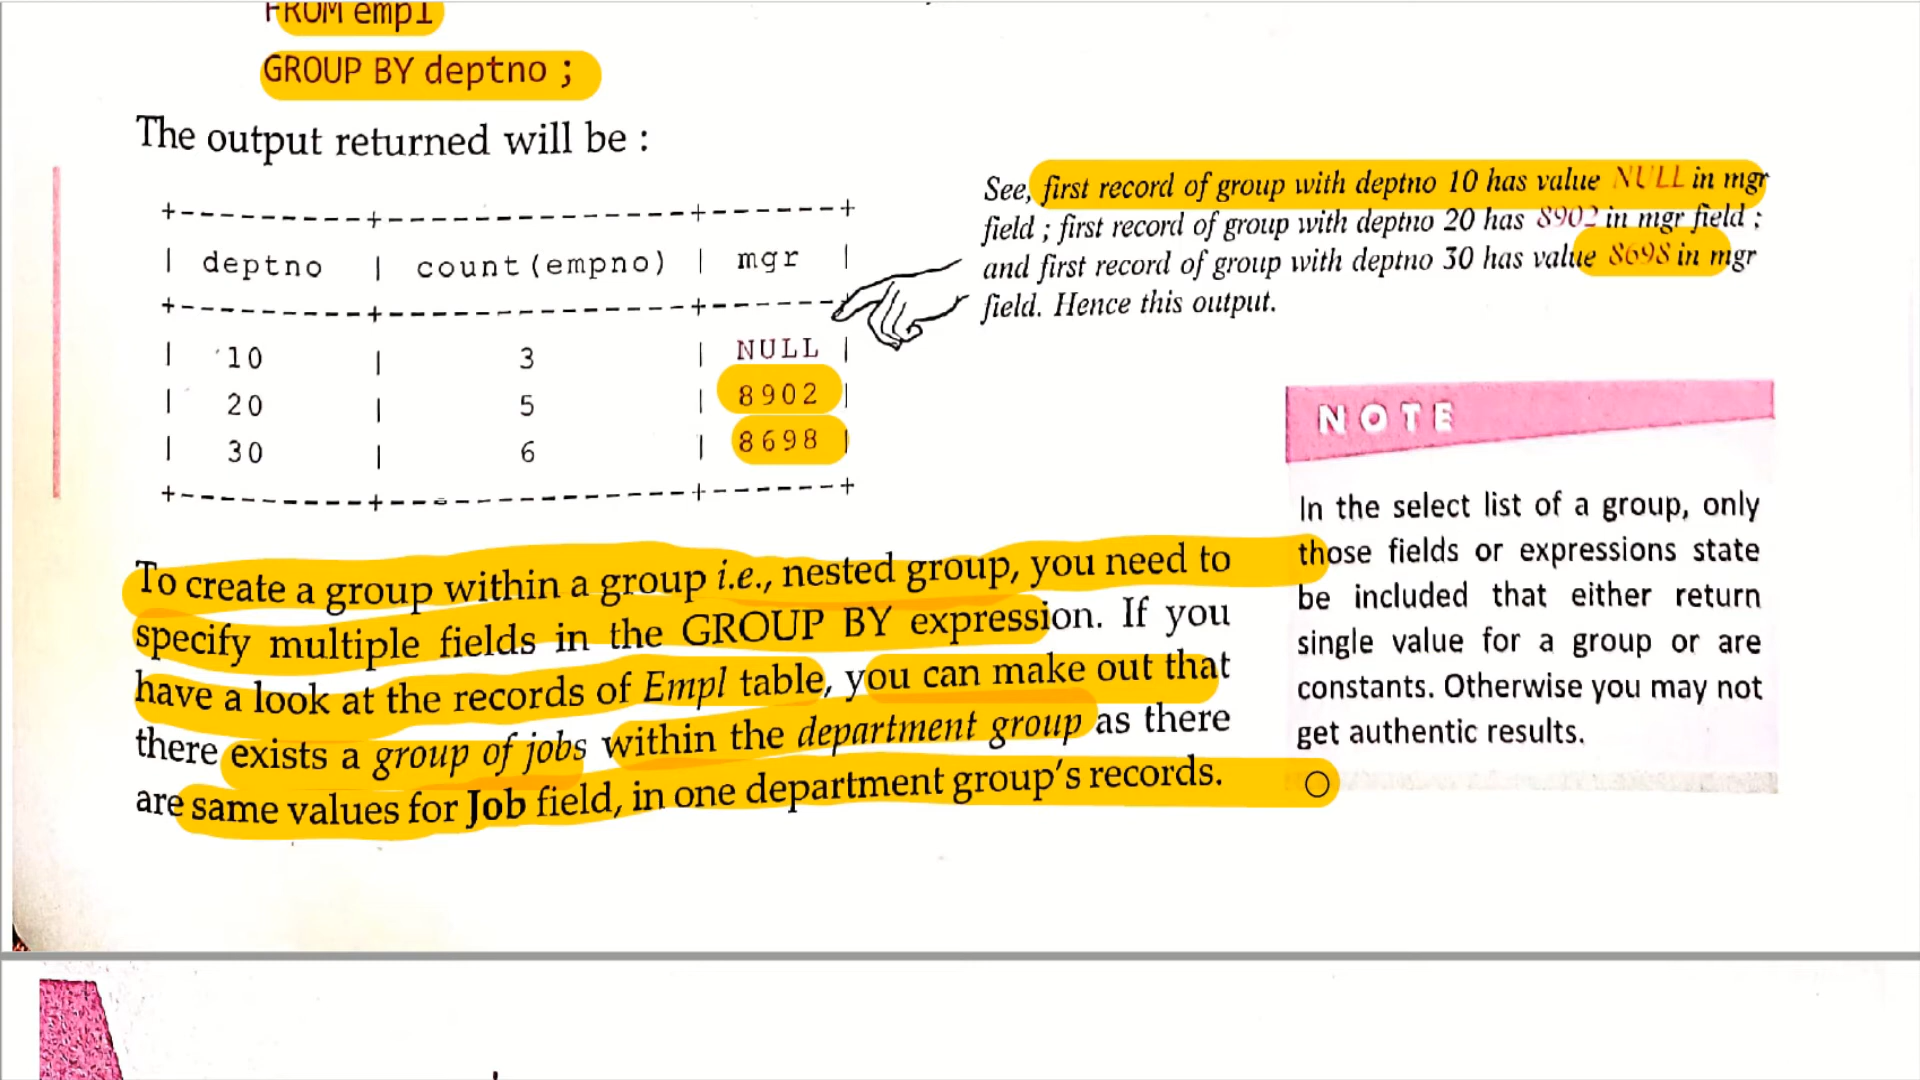 FROM empl
GROUP BY deptno ;
The output returned will be :
+----------+---------------+------+
| deptno | count(empno) | mgr |
+----------+---------------+------+
| 10 | 3 | NULL |
| 20 | 5 | 8902 |
| 30 | 6 | 8698 |
+----------+---------------+------+
See, first record of group with deptno 10 has value NULL in mgr
field ; first record of group with deptno 20 has 8902 in mgr field ;
and first record of group with deptno 30 has value 8698 in mgr
field. Hence this output.
To create a group within a group i.e., nested group, you need to
specify multiple fields in the GROUP BY expression. If you
have a look at the records of Empl table, you can make out that
there exists a group of jobs within the department group as there
are same values for Job field, in one department group's records.
NOTE
In the select list of a group, only
those fields or expressions state
be included that either return
single value for a group or are
constants. Otherwise you may not
get authentic results.